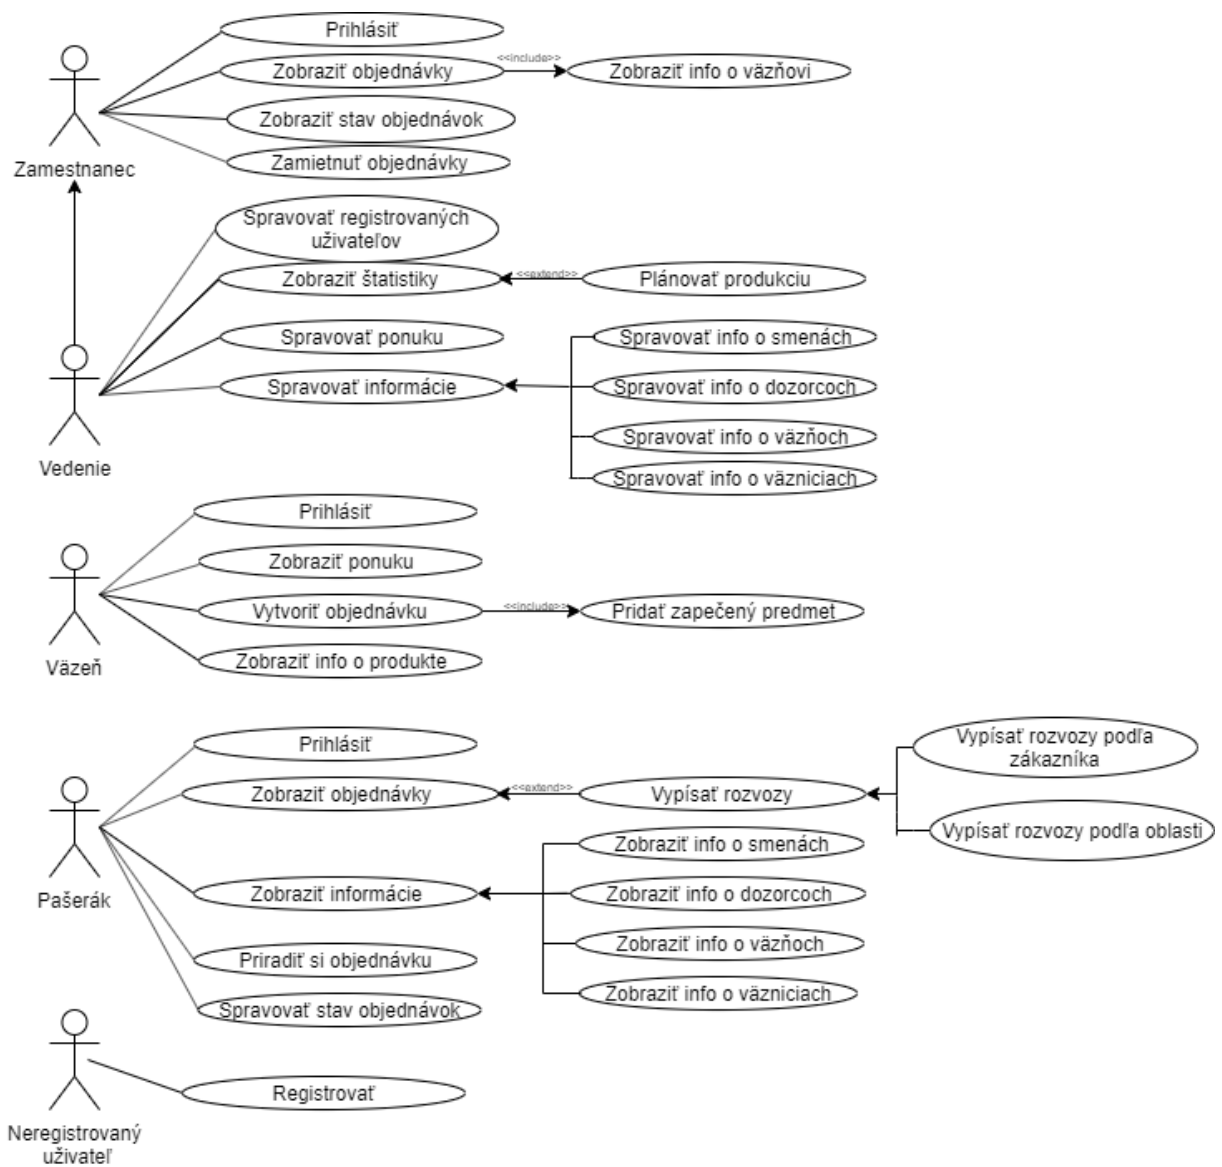 Prihlásiť
Zobraziť objednávky
<<include>>
Zobraziť info o väzňovi
Zobraziť stav objednávok
Zamietnuť objednávky
Zamestnanec
Spravovať registrovaných
uživateľov
Zobraziť štatistiky
<<extend>>
Plánovať produkciu
Spravovať ponuku
Spravovať informácie
Spravovať info o smenách
Spravovať info o dozorcoch
Spravovať info o väzňoch
Spravovať info o väzniciach
Vedenie
Prihlásiť
Zobraziť ponuku
Vytvoriť objednávku
<<include>>
Pridať zapečený predmet
Zobraziť info o produkte
Väzeň
Prihlásiť
Zobraziť objednávky
<<extend>>
Vypísať rozvozy
Vypísať rozvozy podľa
zákazníka
Vypísať rozvozy podľa oblasti
Zobraziť informácie
Zobraziť info o smenách
Zobraziť info o dozorcoch
Zobraziť info o väzňoch
Zobraziť info o väzniciach
Pašerák
Priradiť si objednávku
Spravovať stav objednávok
Registrovať
Neregistrovaný
uživateľ